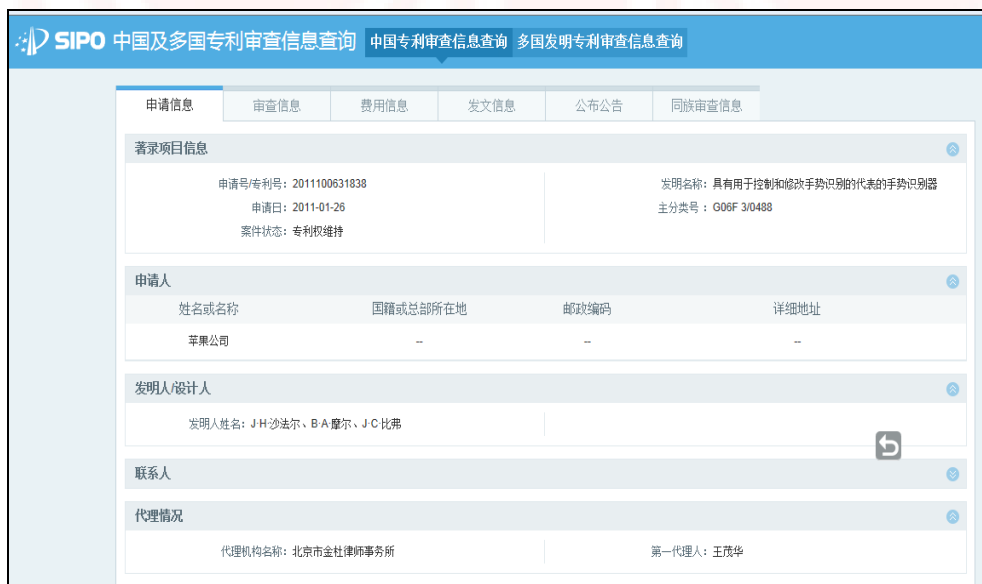 SIPO 中国及多国专利审查信息查询 中国专利审查信息查询 多国发明专利审查信息查询
申请信息 审查信息 费用信息 发文信息 公布公告 同族审查信息
著录项目信息
申请号/专利号：2011100631838 发明名称：具有用于控制和修改手势识别的代表的手势识别器
申请日：2011-01-26 主分类号：G06F 3/0488
案件状态：专利权维持
申请人
姓名或名称 国籍或总部所在地 邮政编码 详细地址
苹果公司 -- -- --
发明人/设计人
发明人姓名：J·H·沙法尔、B·A·摩尔、J·C·比弗
联系人
代理情况
代理机构名称：北京市金杜律师事务所 第一代理人：王茂华